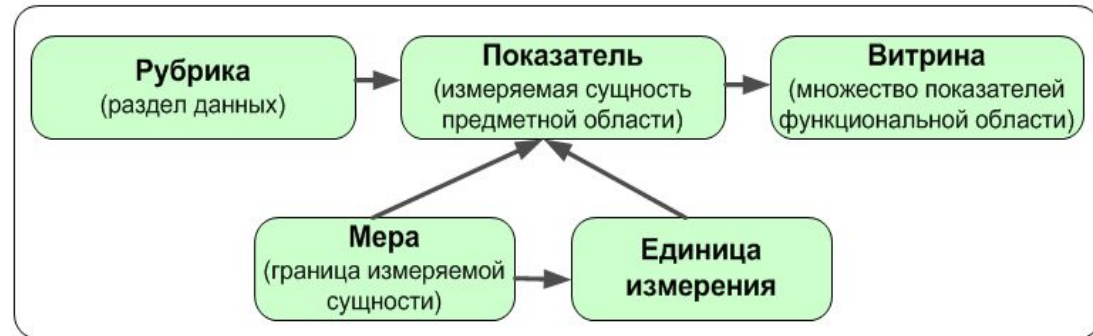 Рубрика
(раздел данных)
Показатель
(измеряемая сущность
предметной области)
Витрина
(множество показателей
функциональной области)
Мера
(граница измеряемой
сущности)
Единица
измерения